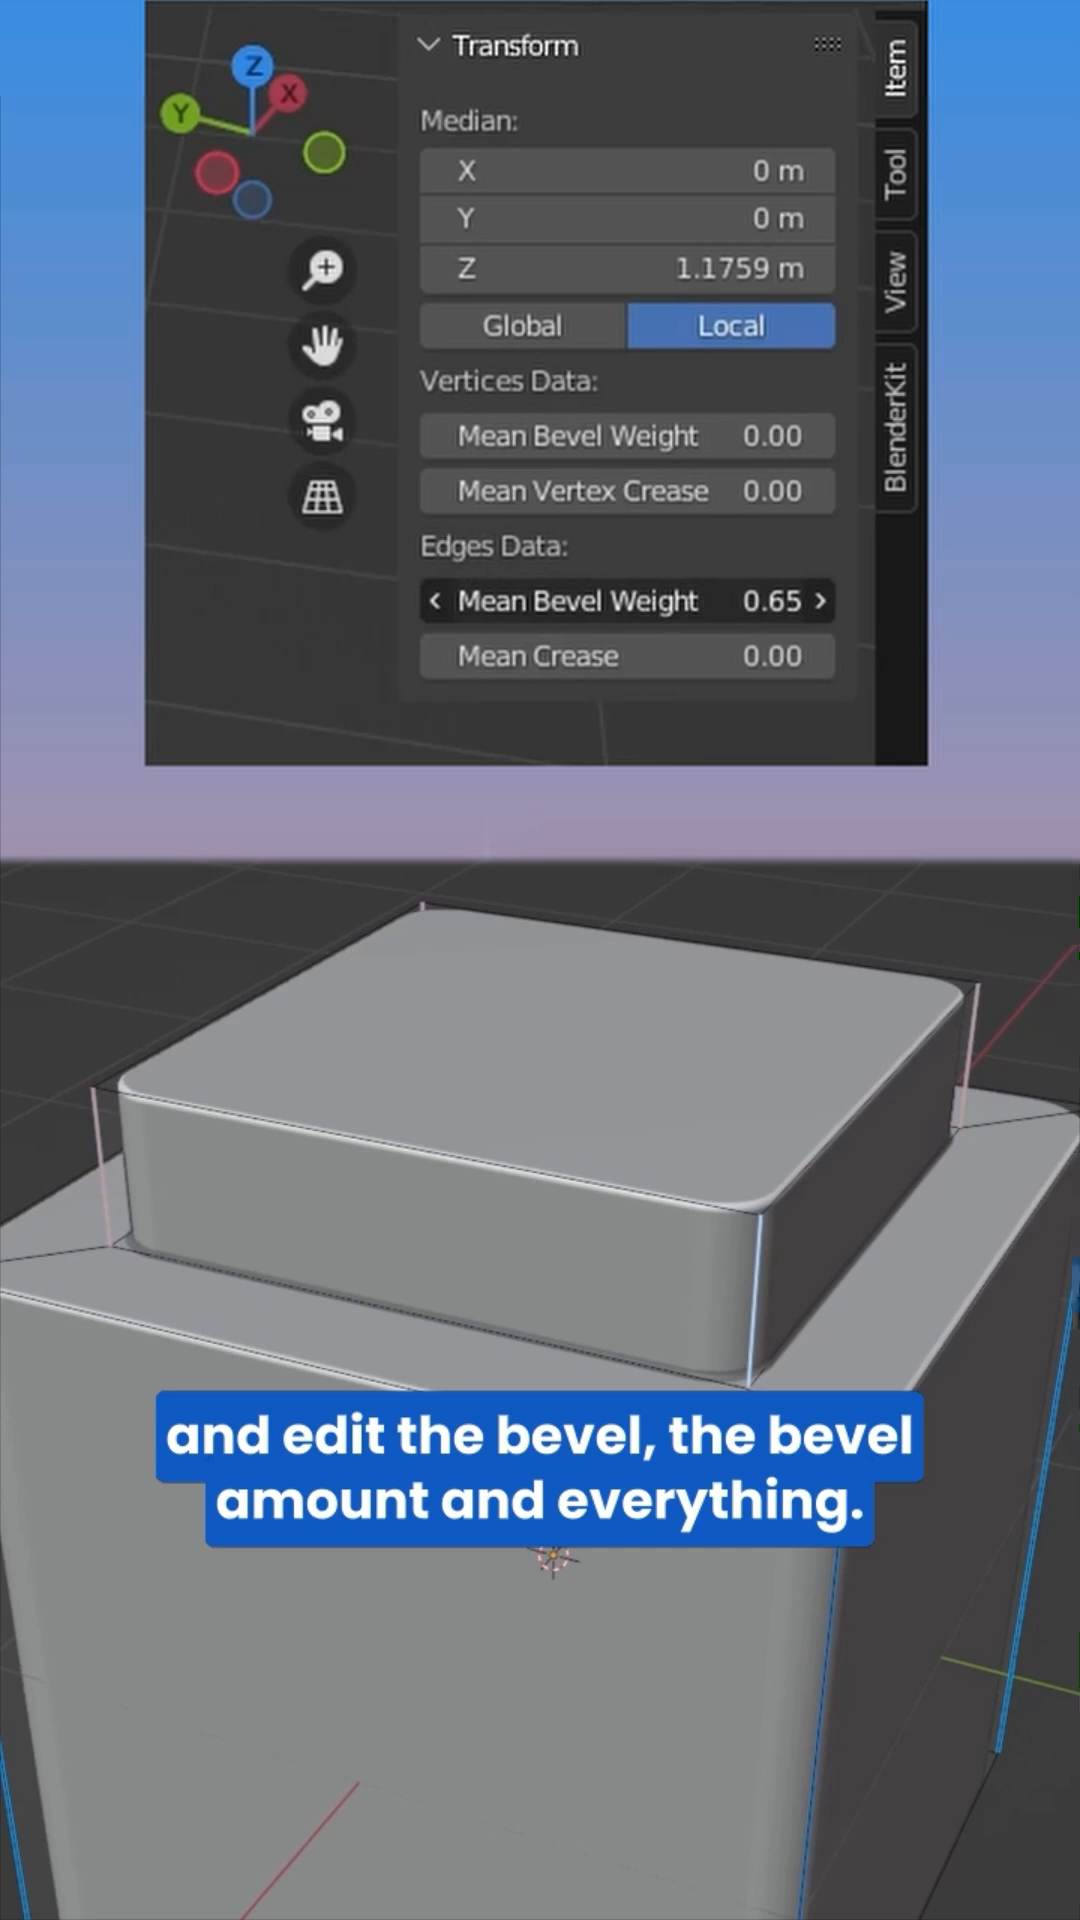 Z
X
Y
Transform
Median:
X 0 m
Y 0 m
Z 1.1759 m
Global Local
Vertices Data:
Mean Bevel Weight 0.00
Mean Vertex Crease 0.00
Edges Data:
Mean Bevel Weight 0.65
Mean Crease 0.00
Item
Tool
View
BlenderKit
and edit the bevel, the bevel
amount and everything.